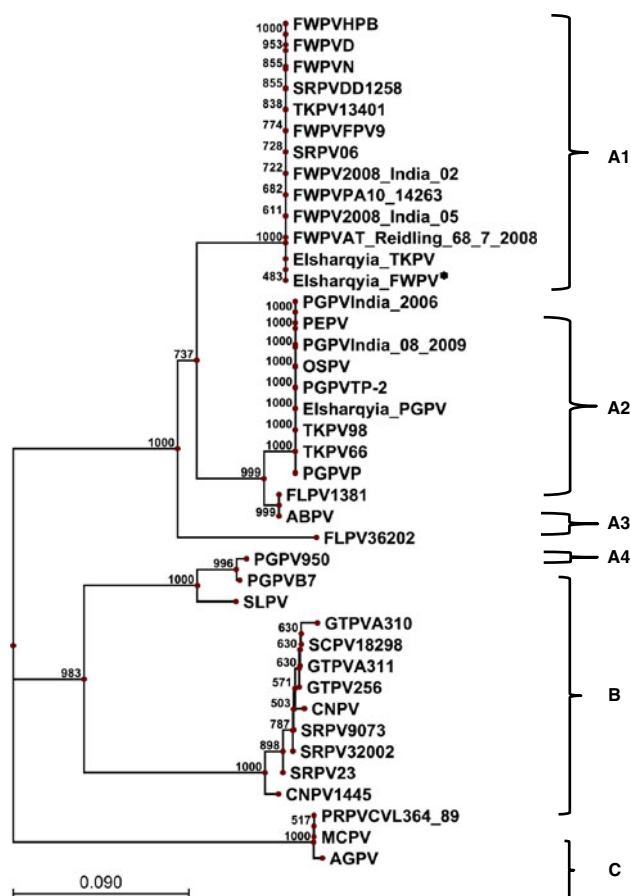 1000 FWPVHPB
953 FWPVD
855 FWPVN
855 SRPVDD1258
838 TKPV13401
774 FWPVFPV9
728 SRPV06
722 FWPV2008_India_02
682 FWPVPA10_14263
611 FWPV2008_India_05
1000 FWPVAT_Reidling_68_7_2008
Elsharqyia_TKPV
483 Elsharqyia_FWPV*
A1
1000 PGPVIndia_2006
1000 PEPV
1000 PGPVIndia_08_2009
1000 OSPV
1000 PGPVTP-2
1000 Elsharqyia_PGPV
TKPV98
1000 TKPV66
PGPVP
737
1000
999
FLPV1381
999 ABPV
A2
FLPV36202
A3
996 PGPV950
A4
1000 PGPVB7
SLPV
GTPVA310
630
630 SCPV18298
630 GTPVA311
571 GTPV256
503 CNPV
787 SRPV9073
898 SRPV32002
1000 SRPV23
CNPV1445
983
B
517 PRPVCVL364_89
1000 MCPV
AGPV
C
0.090